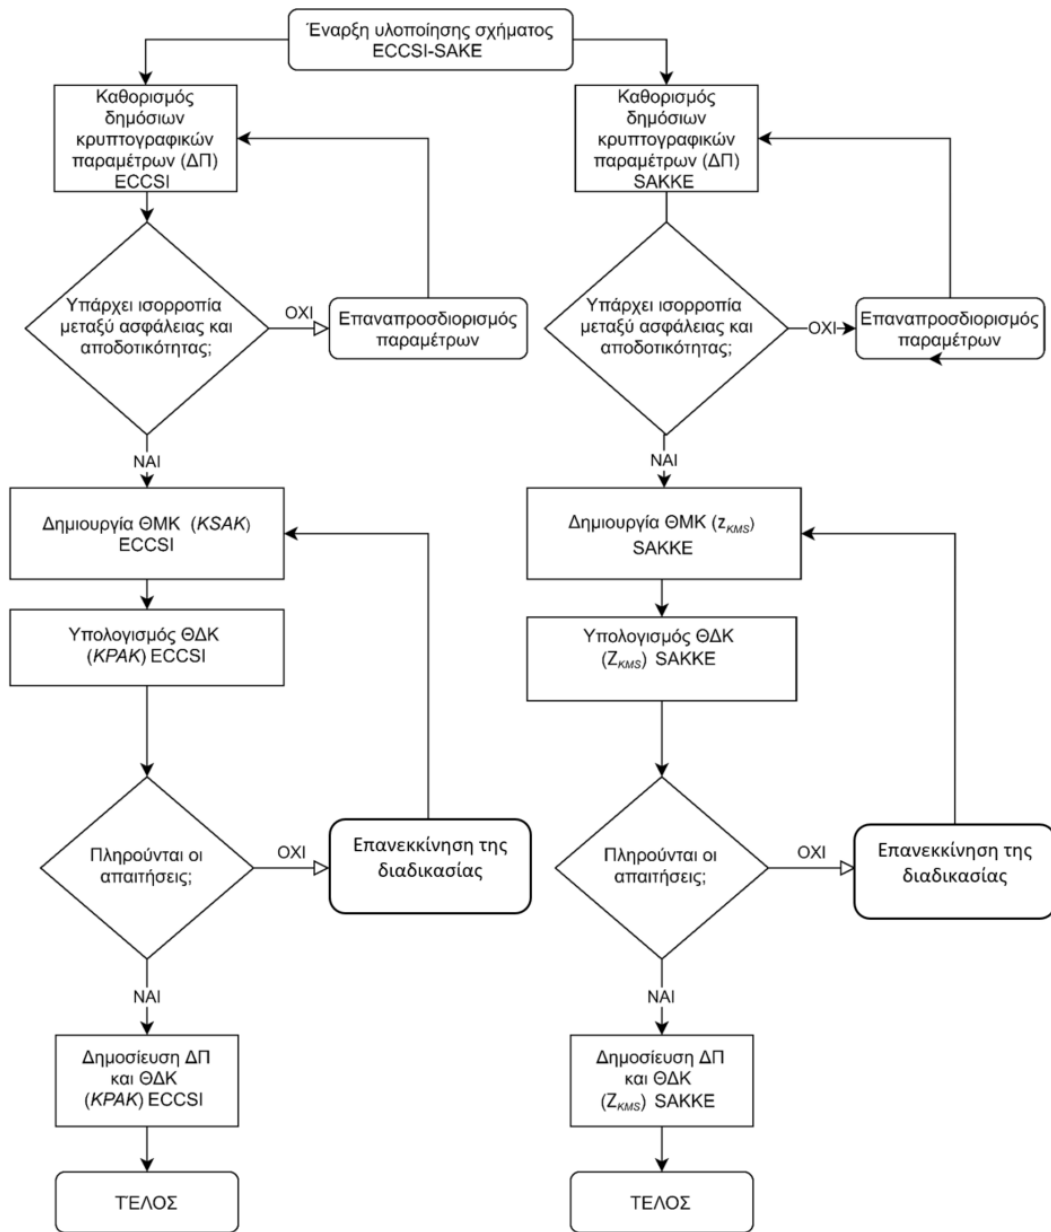 Έναρξη υλοποίησης σχήματος
ECCSI-SAKE
Καθορισμός
δημόσιων
κρυπτογραφικών
παραμέτρων (ΔΠ)
ECCSI
Υπάρχει ισορροπία
μεταξύ ασφάλειας και
αποδοτικότητας;
ΟΧΙ
Επαναπροσδιορισμός
παραμέτρων
ΝΑΙ
Δημιουργία ΘΜΚ (KSAK)
ECCSI
Υπολογισμός ΘΔΚ
(KPAK) ECCSI
Πληρούνται οι
απαιτήσεις;
ΟΧΙ
Επανεκκίνηση της
διαδικασίας
ΝΑΙ
Δημοσίευση ΔΠ
και ΘΔΚ
(KPAK) ECCSI
ΤΈΛΟΣ
Καθορισμός
δημόσιων
κρυπτογραφικών
παραμέτρων (ΔΠ)
SAKKE
Υπάρχει ισορροπία
μεταξύ ασφάλειας και
αποδοτικότητας;
ΟΧΙ
Επαναπροσδιορισμός
παραμέτρων
ΝΑΙ
Δημιουργία ΘΜΚ (z_KMS)
SAKKE
Υπολογισμός ΘΔΚ
(Z_KMS) SAKKE
Πληρούνται οι
απαιτήσεις;
ΟΧΙ
Επανεκκίνηση της
διαδικασίας
ΝΑΙ
Δημοσίευση ΔΠ
και ΘΔΚ
(Z_KMS) SAKKE
ΤΕΛΟΣ